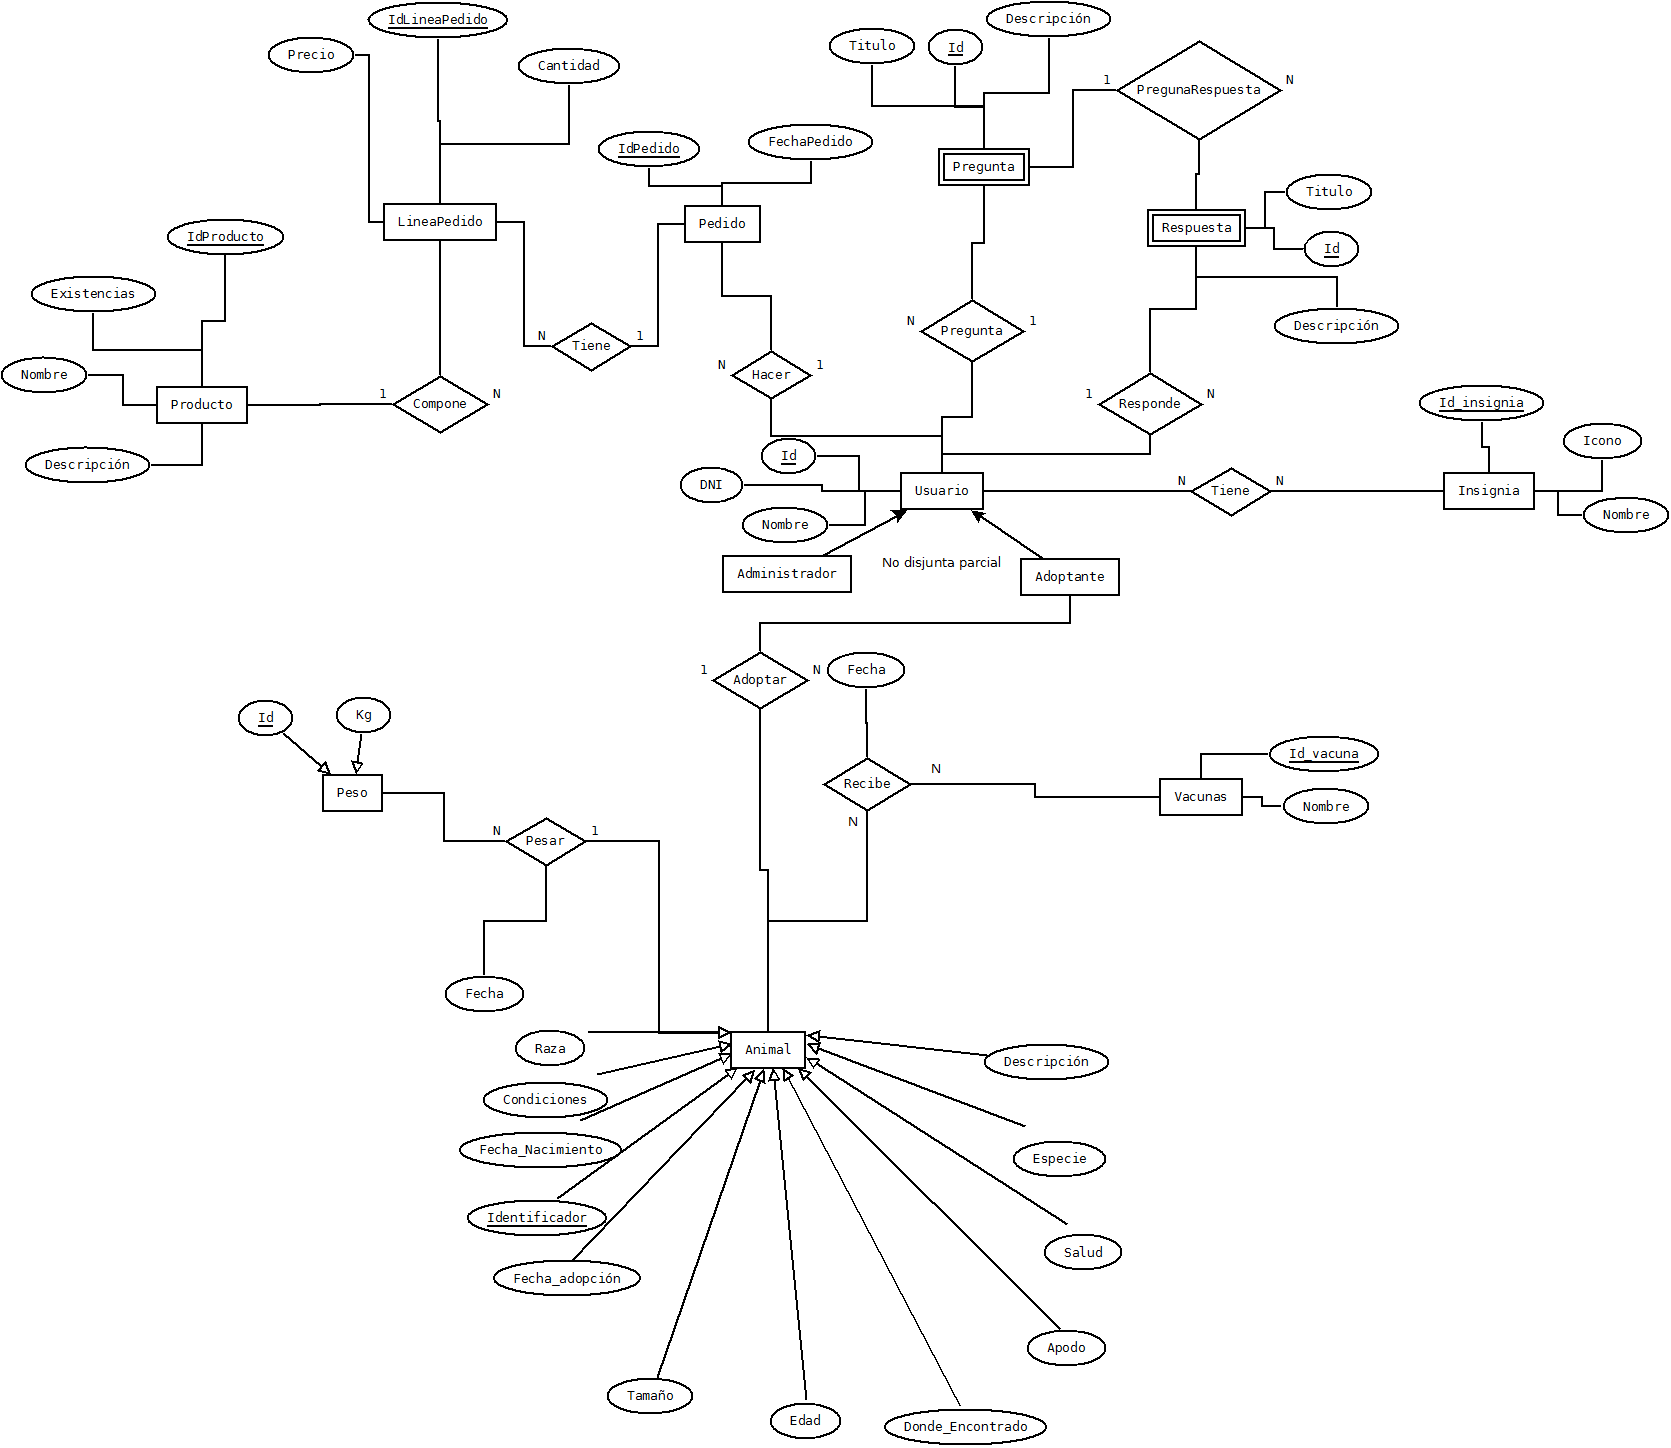 IdLineaPedido
Descripción
Titulo
Id
Precio
Cantidad
1
PregunaRespuesta
N
IdPedido
FechaPedido
Pregunta
Titulo
LineaPedido
Pedido
Respuesta
IdProducto
Id
Existencias
Descripción
N
Tiene
1
N
Pregunta
1
Nombre
N
Hacer
1
Producto
1
Compone
N
1
Responde
N
Id_insignia
Icono
Descripción
Id
DNI
Usuario
N
Tiene
N
Insignia
Nombre
Nombre
No disjunta parcial
Administrador
Adoptante
1
Adoptar
N
Fecha
Id
Kg
Id_vacuna
N
Recibe
Peso
Vacunas
Nombre
N
N
Pesar
1
Fecha
Raza
Animal
Descripción
Condiciones
Fecha_Nacimiento
Especie
Identificador
Salud
Fecha_adopción
Apodo
Tamaño
Edad
Donde_Encontrado